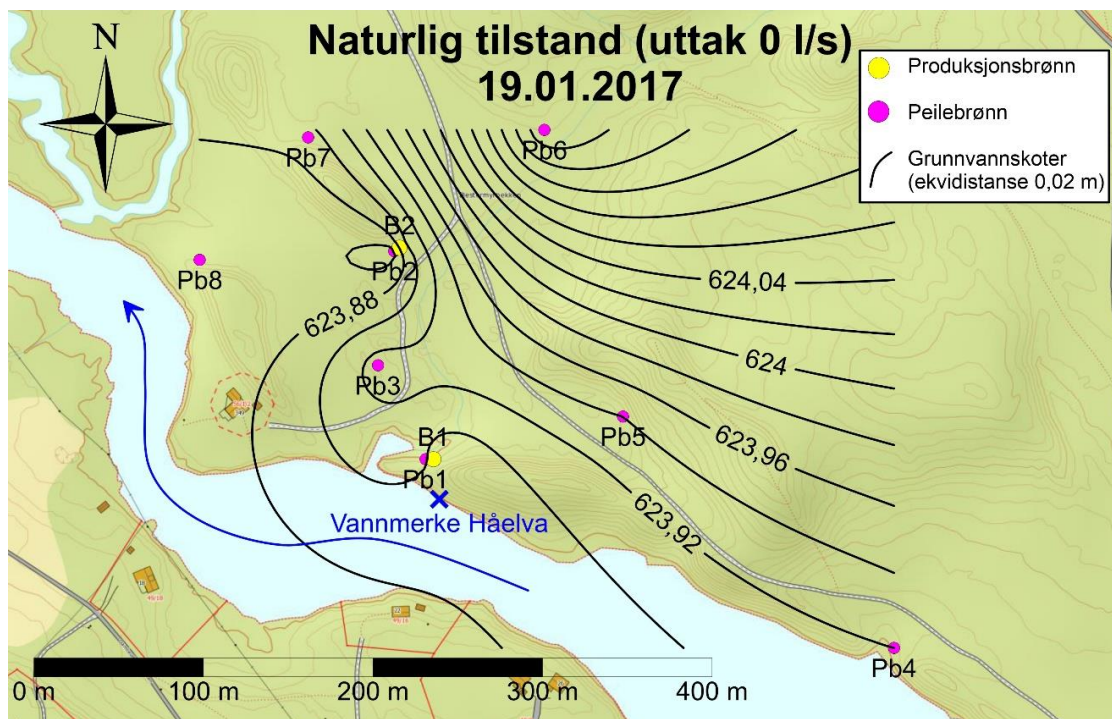 Naturlig tilstand (uttak 0 l/s)
19.01.2017
N
Produksjonsbrønn
Peilebrønn
Grunnvannskoter
(ekvidistanse 0,02 m)
Pb6
Pb7
B2
Pb2
Pb8
624,04
623,88
624
Pb3
Pb5
B1
Pb1
623,96
Vannmerke Håelva
623,92
Pb4
0 m
100 m
200 m
300 m
400 m